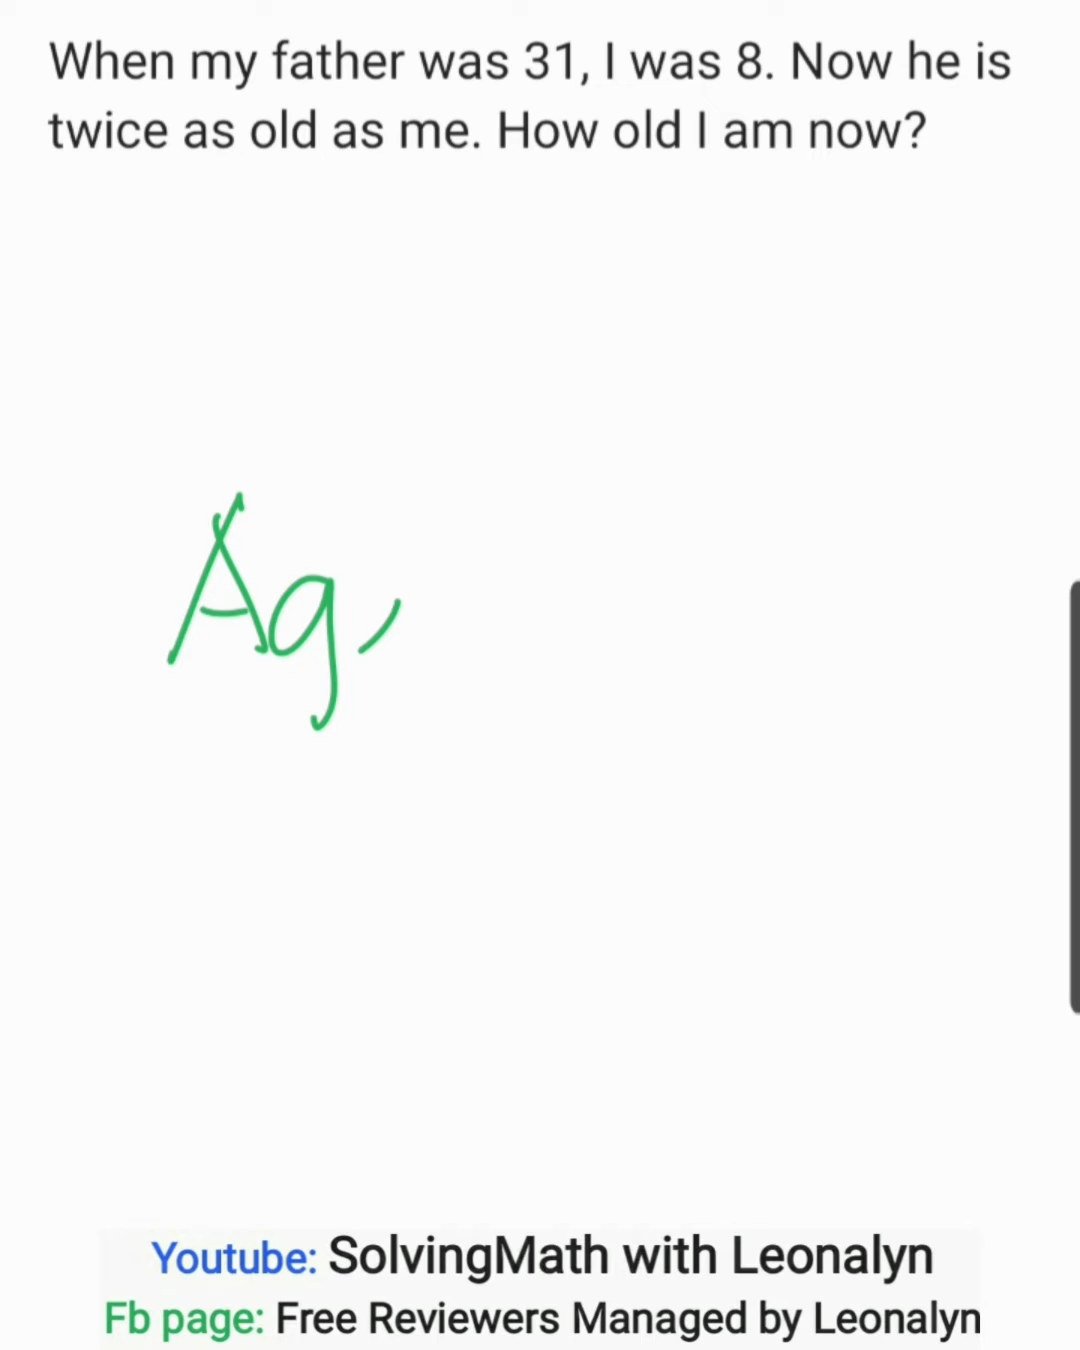 When my father was 31, I was 8. Now he is
twice as old as me. How old I am now?
Ag
Youtube: SolvingMath with Leonalyn
Fb page: Free Reviewers Managed by Leonalyn